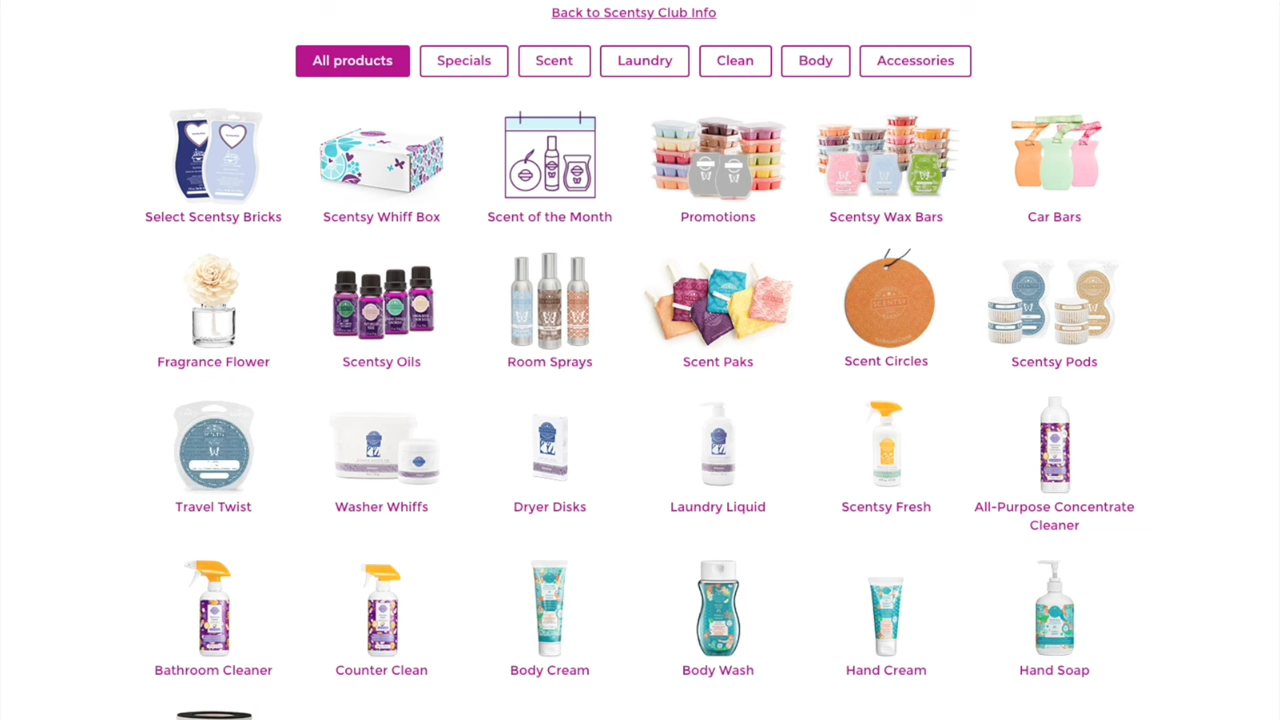 Back to Scentsy Club Info
All products
Specials
Scent
Laundry
Clean
Body
Accessories
Select Scentsy Bricks
Scentsy Whiff Box
Scent of the Month
Promotions
Scentsy Wax Bars
Car Bars
Fragrance Flower
Scentsy Oils
Room Sprays
Scent Paks
Scent Circles
Scentsy Pods
Travel Twist
Washer Whiffs
Dryer Disks
Laundry Liquid
Scentsy Fresh
All-Purpose Concentrate
Cleaner
Bathroom Cleaner
Counter Clean
Body Cream
Body Wash
Hand Cream
Hand Soap